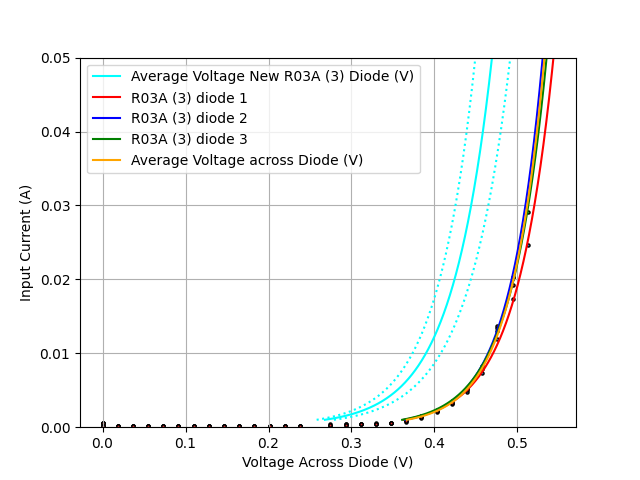 0.05
0.04
0.03
0.02
0.01
0.00
Input Current (A)
Average Voltage New R03A (3) Diode (V)
R03A (3) diode 1
R03A (3) diode 2
R03A (3) diode 3
Average Voltage across Diode (V)
0.0 0.1 0.2 0.3 0.4 0.5
Voltage Across Diode (V)